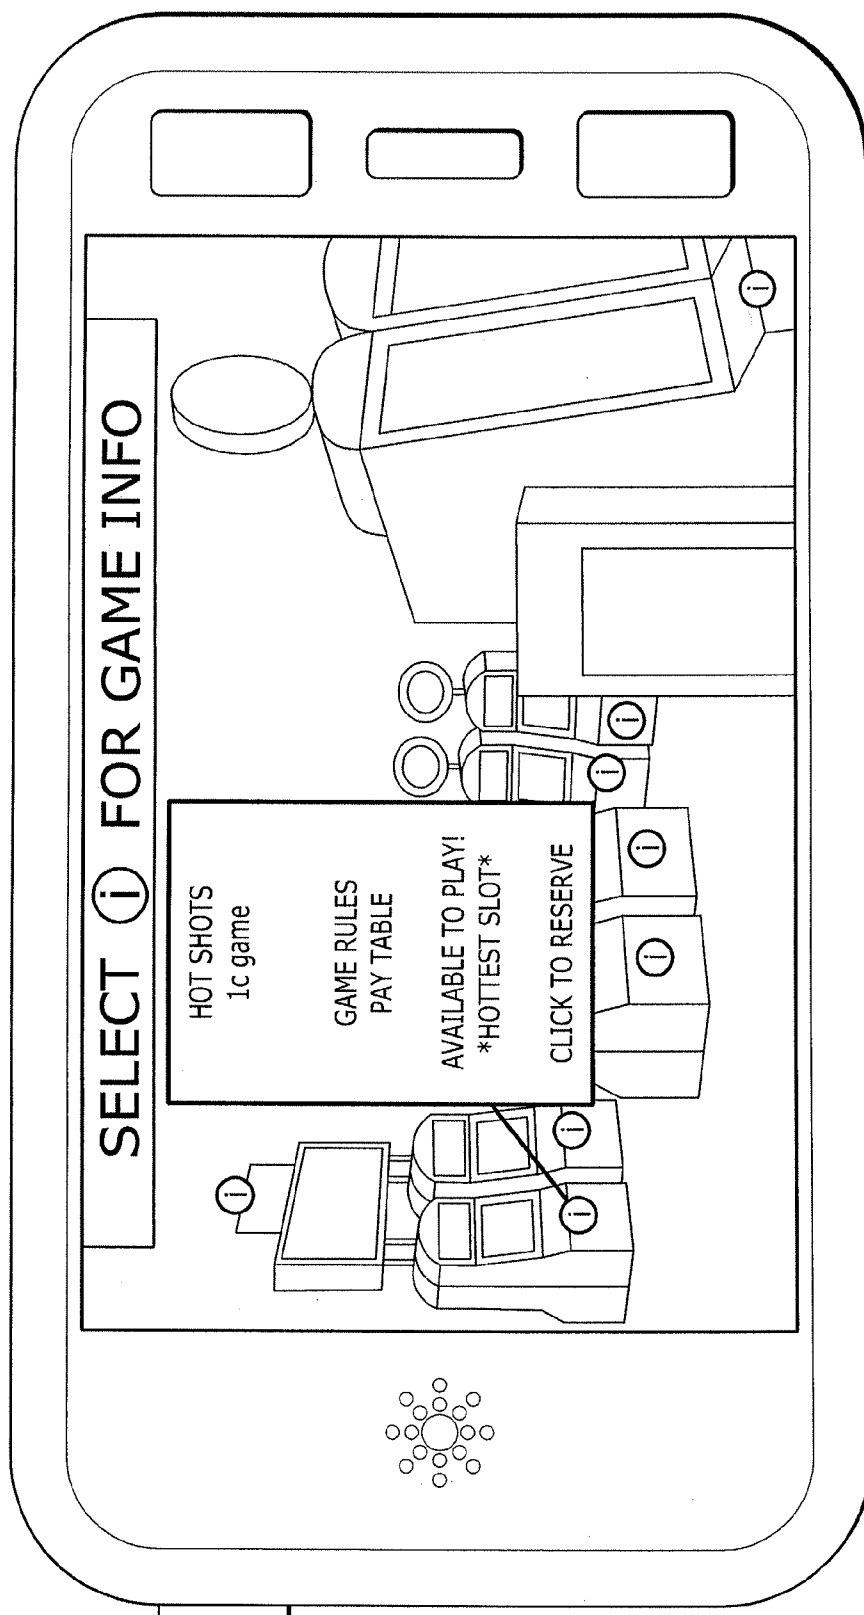 SELECT i FOR GAME INFO
HOT SHOTS
1c game
GAME RULES
PAY TABLE
AVAILABLE TO PLAY!
*HOTTEST SLOT*
CLICK TO RESERVE
i
i
i
i
i
i
i
i